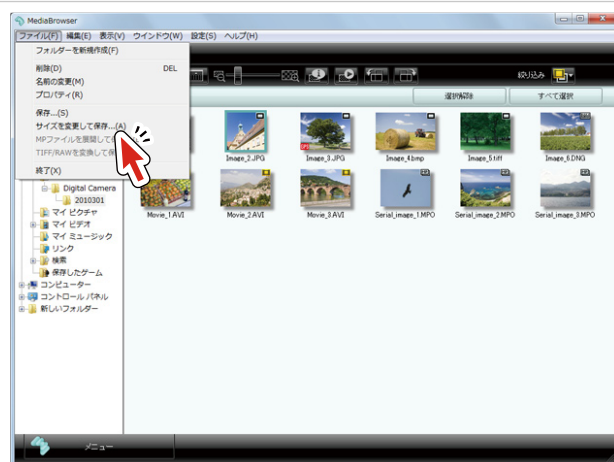 MediaBrowser
ファイル(F) 編集(E) 表示(V) ウインドウ(W) 設定(S) ヘルプ(H)
フォルダーを新規作成(F)
削除(D) DEL
名前の変更(M)
プロパティ(R)
保存...(S)
サイズを変更して保存...(A)
MPファイルを展開して
TIFF/RAWを変換して
終了(X)
絞り込み
選択解除 すべて選択
Image_2.JPG Image_3.JPG Image_4.bmp Image_5.tiff Image_6.DNG
GPS
Movie_1.AVI Movie_2.AVI Movie_3.AVI Serial_image_1.MPO Serial_image_2.MPO Serial_image_3.MPO
Digital Camera
2010301
マイ ピクチャ
マイ ビデオ
マイ ミュージック
リンク
検索
保存したゲーム
コンピューター
コントロール パネル
新しいフォルダー
メニュー